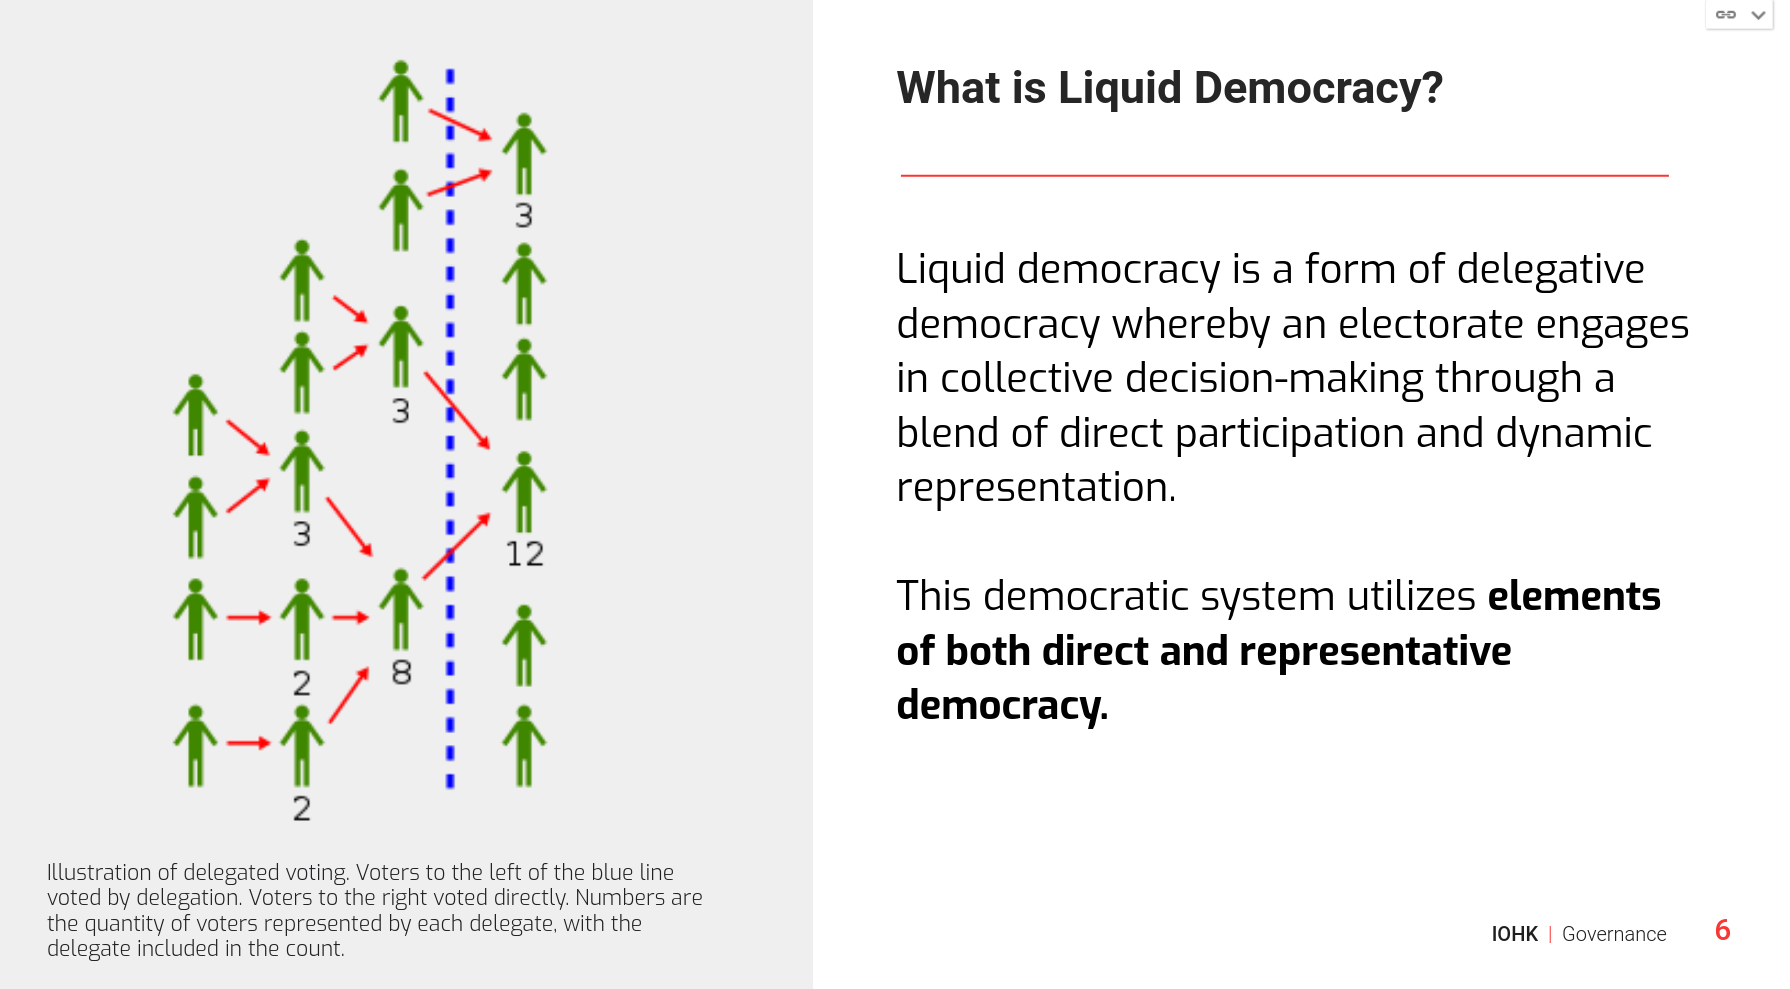 3
3
3
12
3
8
2
2
Illustration of delegated voting. Voters to the left of the blue line
voted by delegation. Voters to the right voted directly. Numbers are
the quantity of voters represented by each delegate, with the
delegate included in the count.
What is Liquid Democracy?
Liquid democracy is a form of delegative
democracy whereby an electorate engages
in collective decision-making through a
blend of direct participation and dynamic
representation.
This democratic system utilizes elements
of both direct and representative
democracy.
IOHK | Governance 6